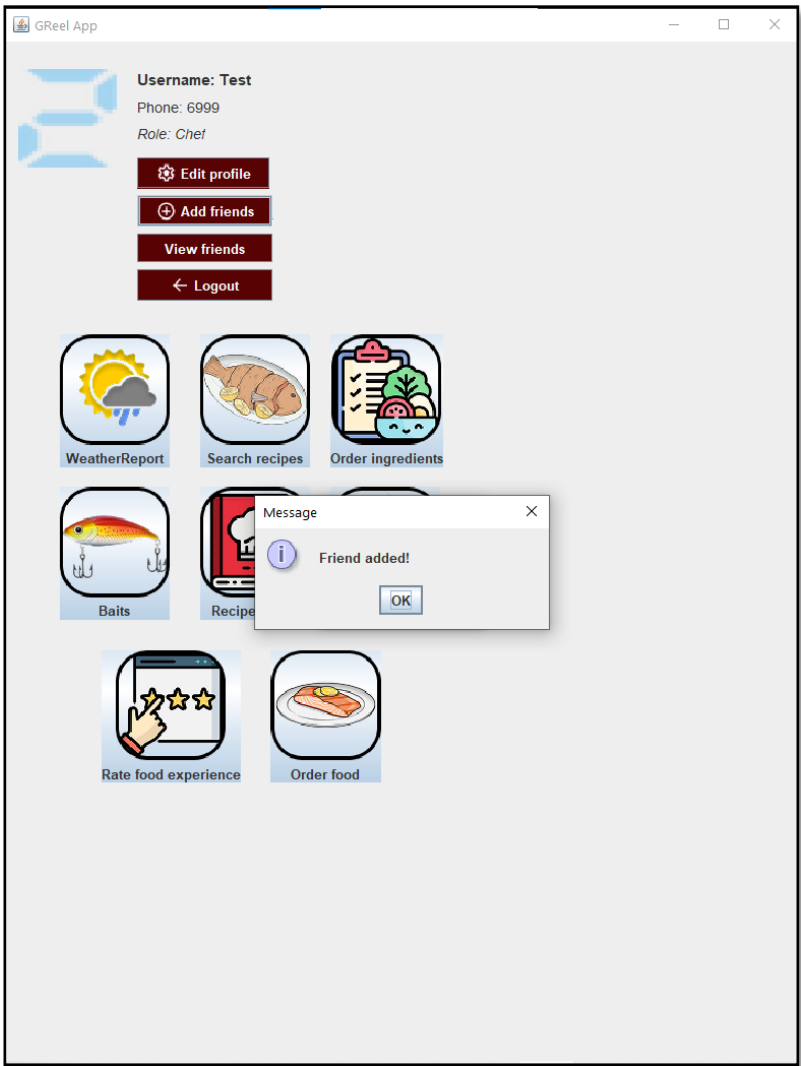 GReel App
Username: Test
Phone: 6999
Role: Chef
Edit profile
Add friends
View friends
Logout
WeatherReport
Search recipes
Order ingredients
Message
Friend added!
OK
Baits
Recipe
Rate food experience
Order food